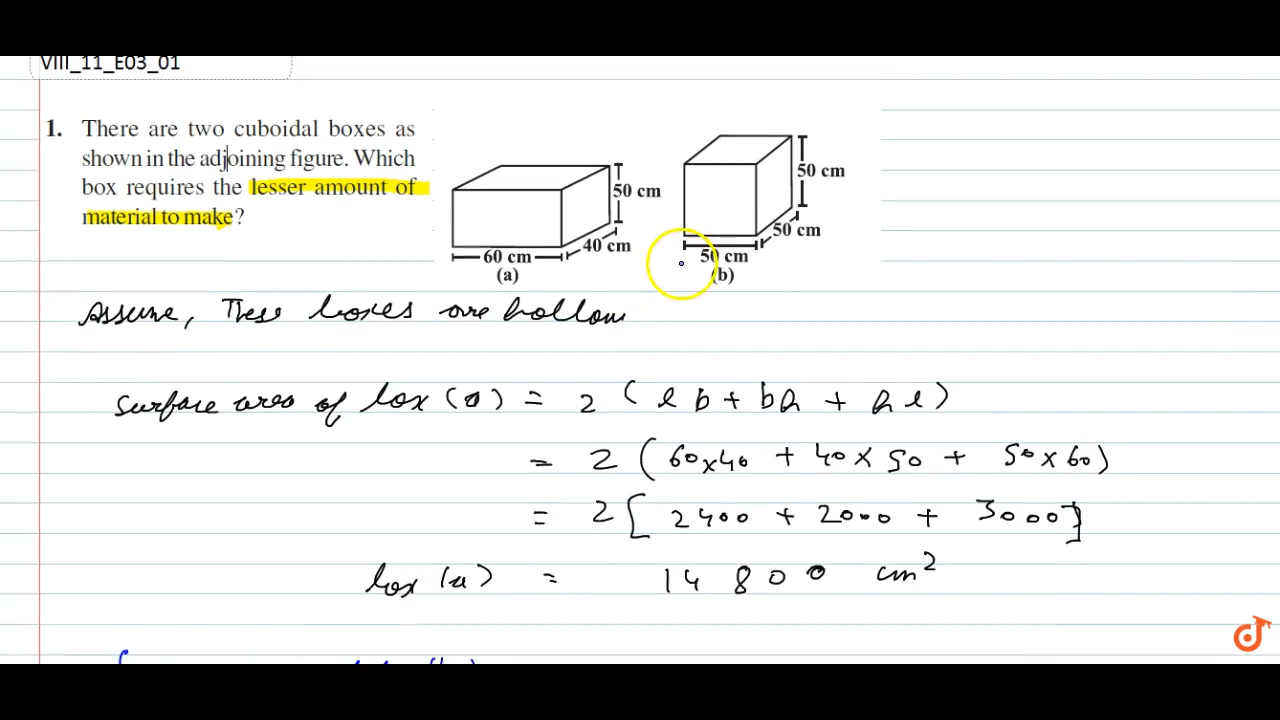 VIII_11_E03_01
1. There are two cuboidal boxes as
shown in the adjoining figure. Which
box requires the lesser amount of
material to make?
50 cm
40 cm
60 cm
(a)
50 cm
50 cm
50 cm
(b)
Assume, These boxes are hollow
Surface area of box (a) = 2 (lb + bh + hl)
= 2 (60x40 + 40 x 50 + 50 x 60)
= 2 [2400 + 2000 + 3000]
box (a) = 14800 cm²